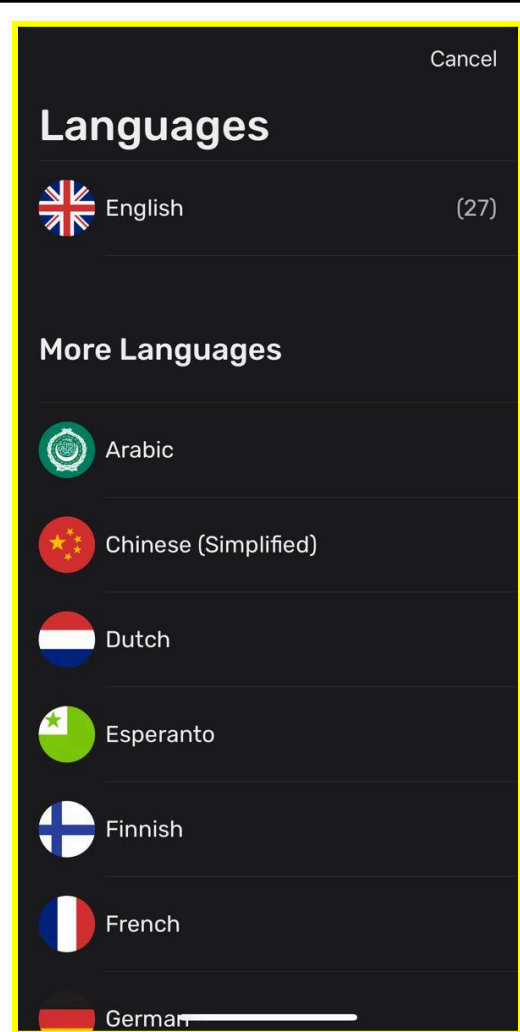 Cancel
Languages
English (27)
More Languages
Arabic
Chinese (Simplified)
Dutch
Esperanto
Finnish
French
German